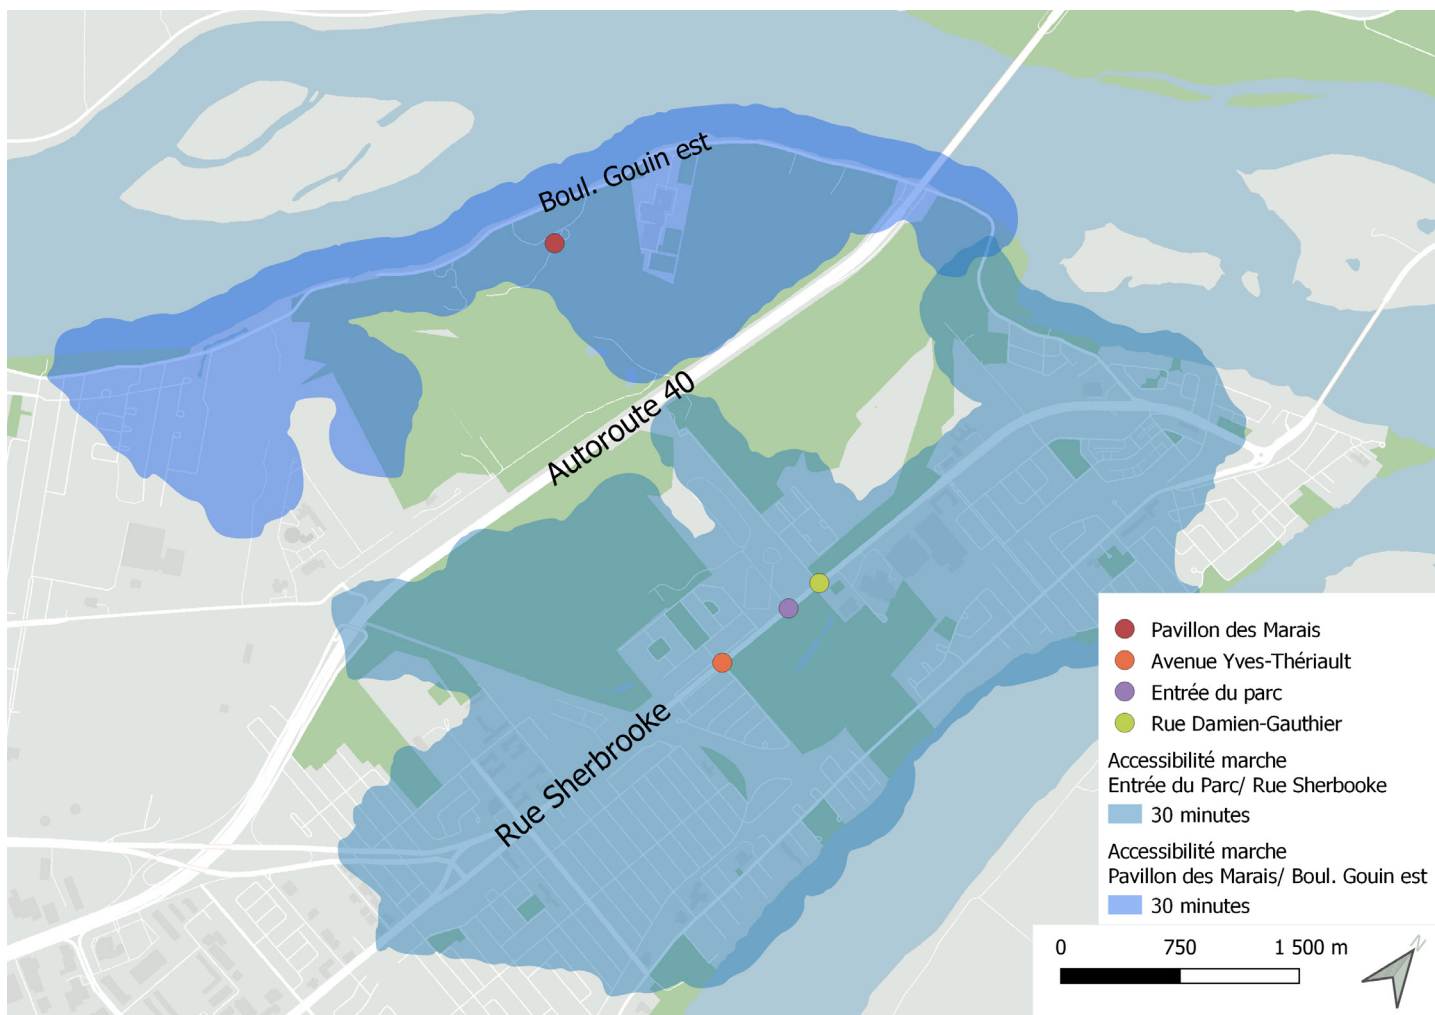 Boul. Gouin est
Autoroute 40
Rue Sherbrooke
Pavillon des Marais
Avenue Yves-Thériault
Entrée du parc
Rue Damien-Gauthier
Accessibilité marche
Entrée du Parc/ Rue Sherbooke
30 minutes
Accessibilité marche
Pavillon des Marais/ Boul. Gouin est
30 minutes
0 750 1 500 m
N